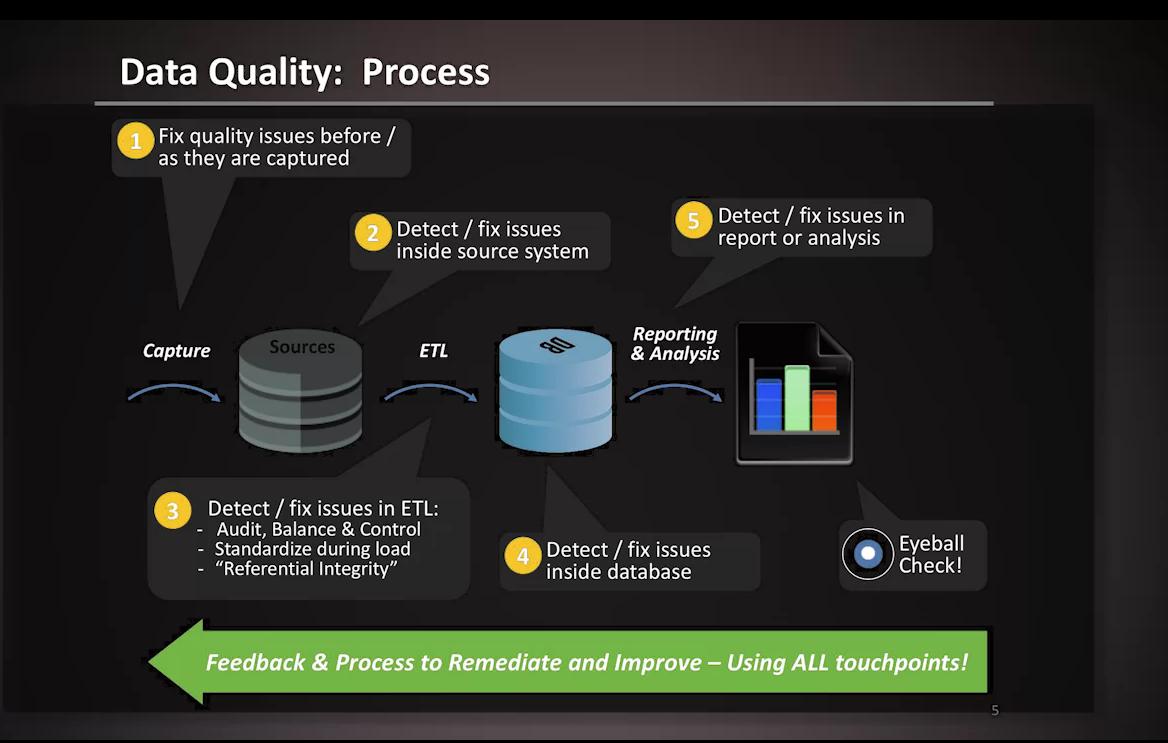 Data Quality:  Process
1
Fix quality issues before /
as they are captured
2
Detect / fix issues
inside source system
5
Detect / fix issues in
report or analysis
Capture
Sources
ETL
DB
Reporting
& Analysis
3
Detect / fix issues in ETL:
- Audit, Balance & Control
- Standardize during load
- “Referential Integrity”
4
Detect / fix issues
inside database
Eyeball
Check!
Feedback & Process to Remediate and Improve – Using ALL touchpoints!
5